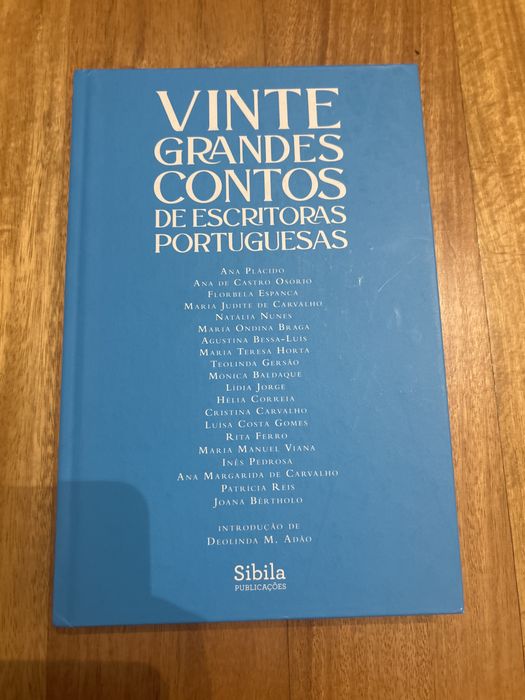 VINTE
GRANDES
CONTOS
DE ESCRITORAS
PORTUGUESAS
ANA PLÁCIDO
ANA DE CASTRO OSÓRIO
FLORBELA ESPANCA
MARIA JUDITE DE CARVALHO
NATÁLIA NUNES
MARIA ONDINA BRAGA
AGUSTINA BESSA-LUÍS
MARIA TERESA HORTA
TEOLINDA GERSÃO
MÓNICA BALDAQUE
LÍDIA JORGE
HÉLIA CORREIA
CRISTINA CARVALHO
LUÍSA COSTA GOMES
RITA FERRO
MARIA MANUEL VIANA
INÊS PEDROSA
ANA MARGARIDA DE CARVALHO
PATRÍCIA REIS
JOANA BÉRTHOLO
INTRODUÇÃO DE
DEOLINDA M. ADÃO
Sibila
PUBLICAÇÕES